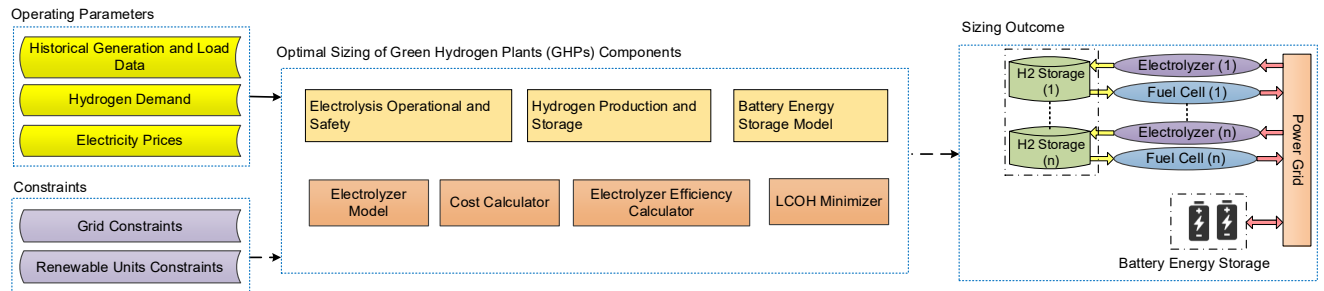 Operating Parameters
Historical Generation and Load
Data
Hydrogen Demand
Electricity Prices
Constraints
Grid Constraints
Renewable Units Constraints
Optimal Sizing of Green Hydrogen Plants (GHPs) Components
Electrolysis Operational and
Safety
Hydrogen Production and
Storage
Battery Energy
Storage Model
Electrolyzer
Model
Cost Calculator
Electrolyzer Efficiency
Calculator
LCOH Minimizer
Sizing Outcome
H2 Storage
(1)
Electrolyzer (1)
Fuel Cell (1)
H2 Storage
(n)
Electrolyzer (n)
Fuel Cell (n)
Power Grid
Battery Energy Storage